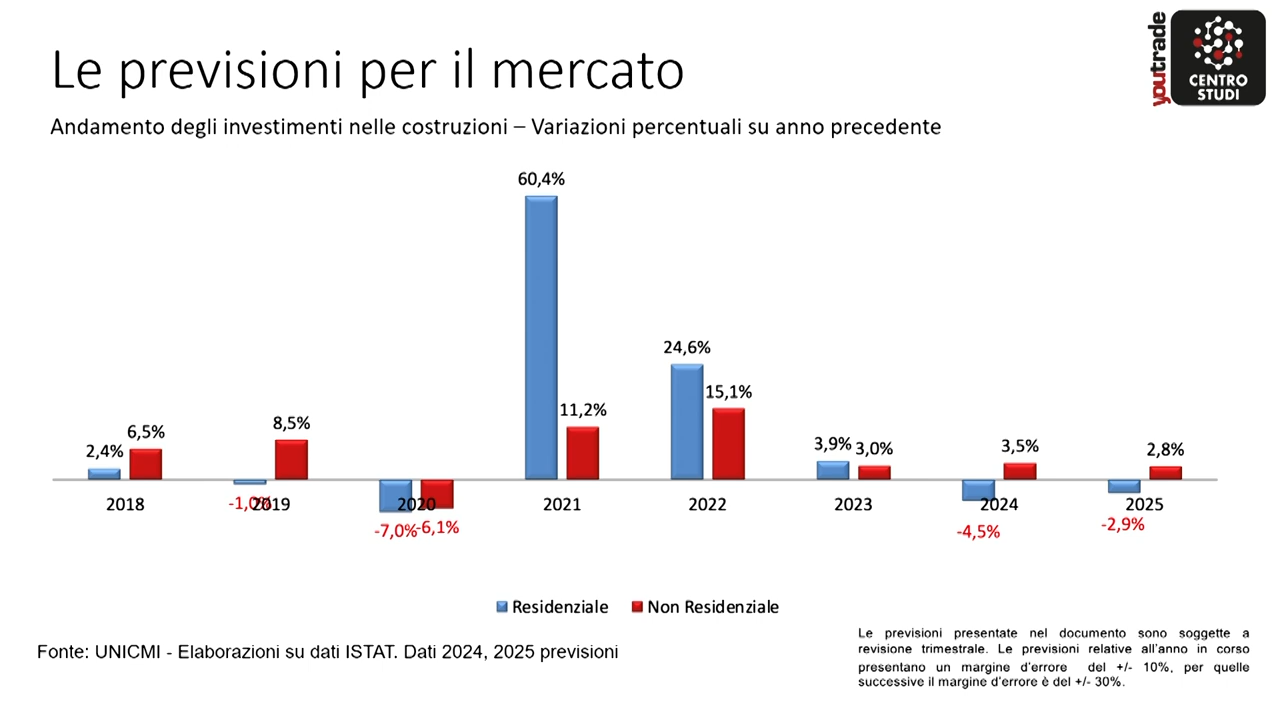 Le previsioni per il mercato
youtrade
CENTRO
STUDI
Andamento degli investimenti nelle costruzioni – Variazioni percentuali su anno precedente
60,4%
24,6%
15,1%
11,2%
8,5%
6,5%
2,4%
3,9%
3,0%
3,5%
2,8%
2018
-1,0%
2019
2020
2021
2022
2023
2024
2025
-7,0%
-6,1%
-4,5%
-2,9%
Residenziale
Non Residenziale
Fonte: UNICMI - Elaborazioni su dati ISTAT. Dati 2024, 2025 previsioni
Le previsioni presentate nel documento sono soggette a
revisione trimestrale. Le previsioni relative all'anno in corso
presentano un margine d'errore del +/- 10%, per quelle
successive il margine d'errore è del +/- 30%.